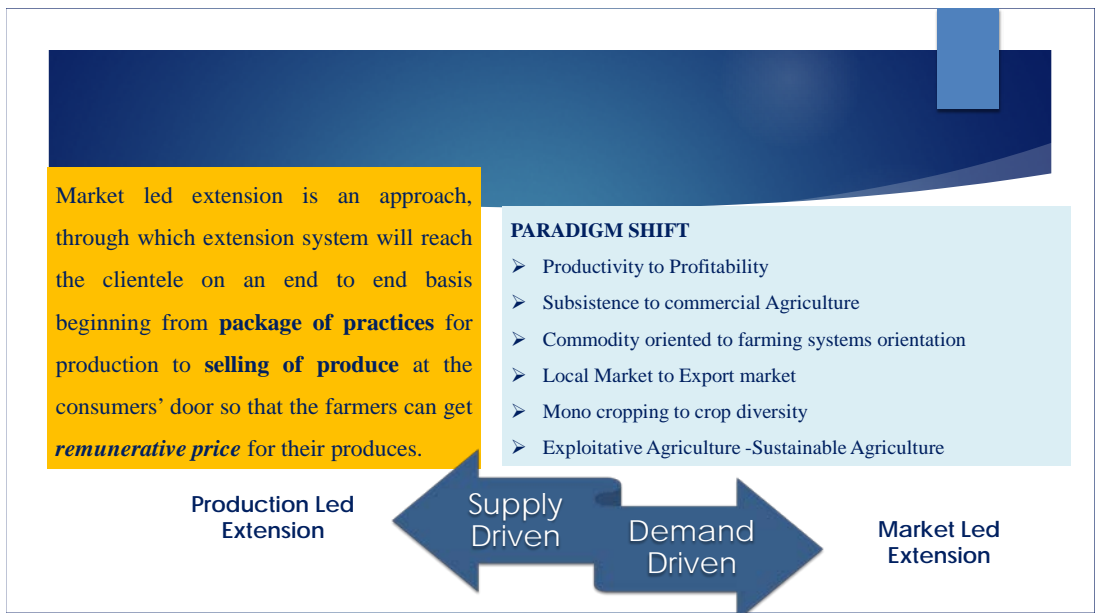 Market led extension is an approach,
through which extension system will reach
the clientele on an end to end basis
beginning from package of practices for
production to selling of produce at the
consumers’ door so that the farmers can get
remunerative price for their produces.
PARADIGM SHIFT
➢ Productivity to Profitability
➢ Subsistence to commercial Agriculture
➢ Commodity oriented to farming systems orientation
➢ Local Market to Export market
➢ Mono cropping to crop diversity
➢ Exploitative Agriculture -Sustainable Agriculture
Production Led
Extension
Supply
Driven
Demand
Driven
Market Led
Extension